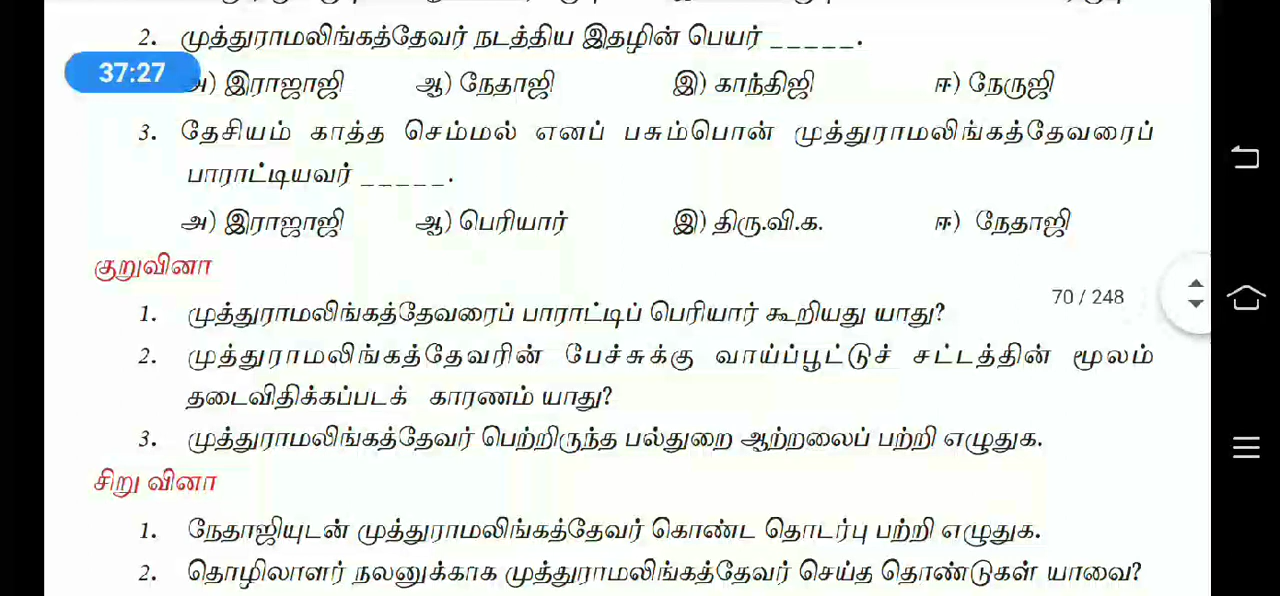 2. முத்துராமலிங்கத்தேவர் நடத்திய இதழின் பெயர் _ _ _ _ _.
37:27
அ) இராஜாஜி ஆ) நேதாஜி இ) காந்திஜி ஈ) நேருஜி
3. தேசியம் காத்த செம்மல் எனப் பசும்பொன் முத்துராமலிங்கத்தேவரைப்
பாராட்டியவர் _ _ _ _ _.
அ) இராஜாஜி ஆ) பெரியார் இ) திரு.வி.க. ஈ) நேதாஜி
குறுவினா
70 / 248
1. முத்துராமலிங்கத்தேவரைப் பாராட்டிப் பெரியார் கூறியது யாது?
2. முத்துராமலிங்கத்தேவரின் பேச்சுக்கு வாய்ப்பூட்டுச் சட்டத்தின் மூலம்
தடைவிதிக்கப்படக் காரணம் யாது?
3. முத்துராமலிங்கத்தேவர் பெற்றிருந்த பல்துறை ஆற்றலைப் பற்றி எழுதுக.
சிறு வினா
1. நேதாஜியுடன் முத்துராமலிங்கத்தேவர் கொண்ட தொடர்பு பற்றி எழுதுக.
2. தொழிலாளர் நலனுக்காக முத்துராமலிங்கத்தேவர் செய்த தொண்டுகள் யாவை?